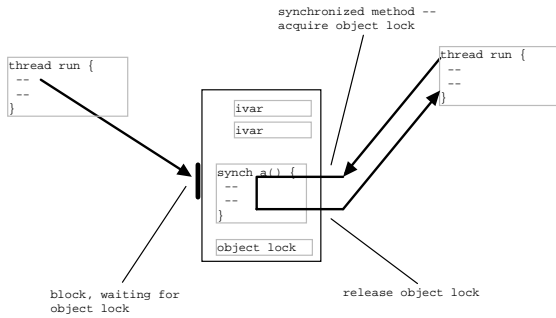 synchronized method --
acquire object lock
thread run {
--
--
}
thread run {
--
--
}
ivar
ivar
synch a() {
--
--
}
object lock
block, waiting for
object lock
release object lock